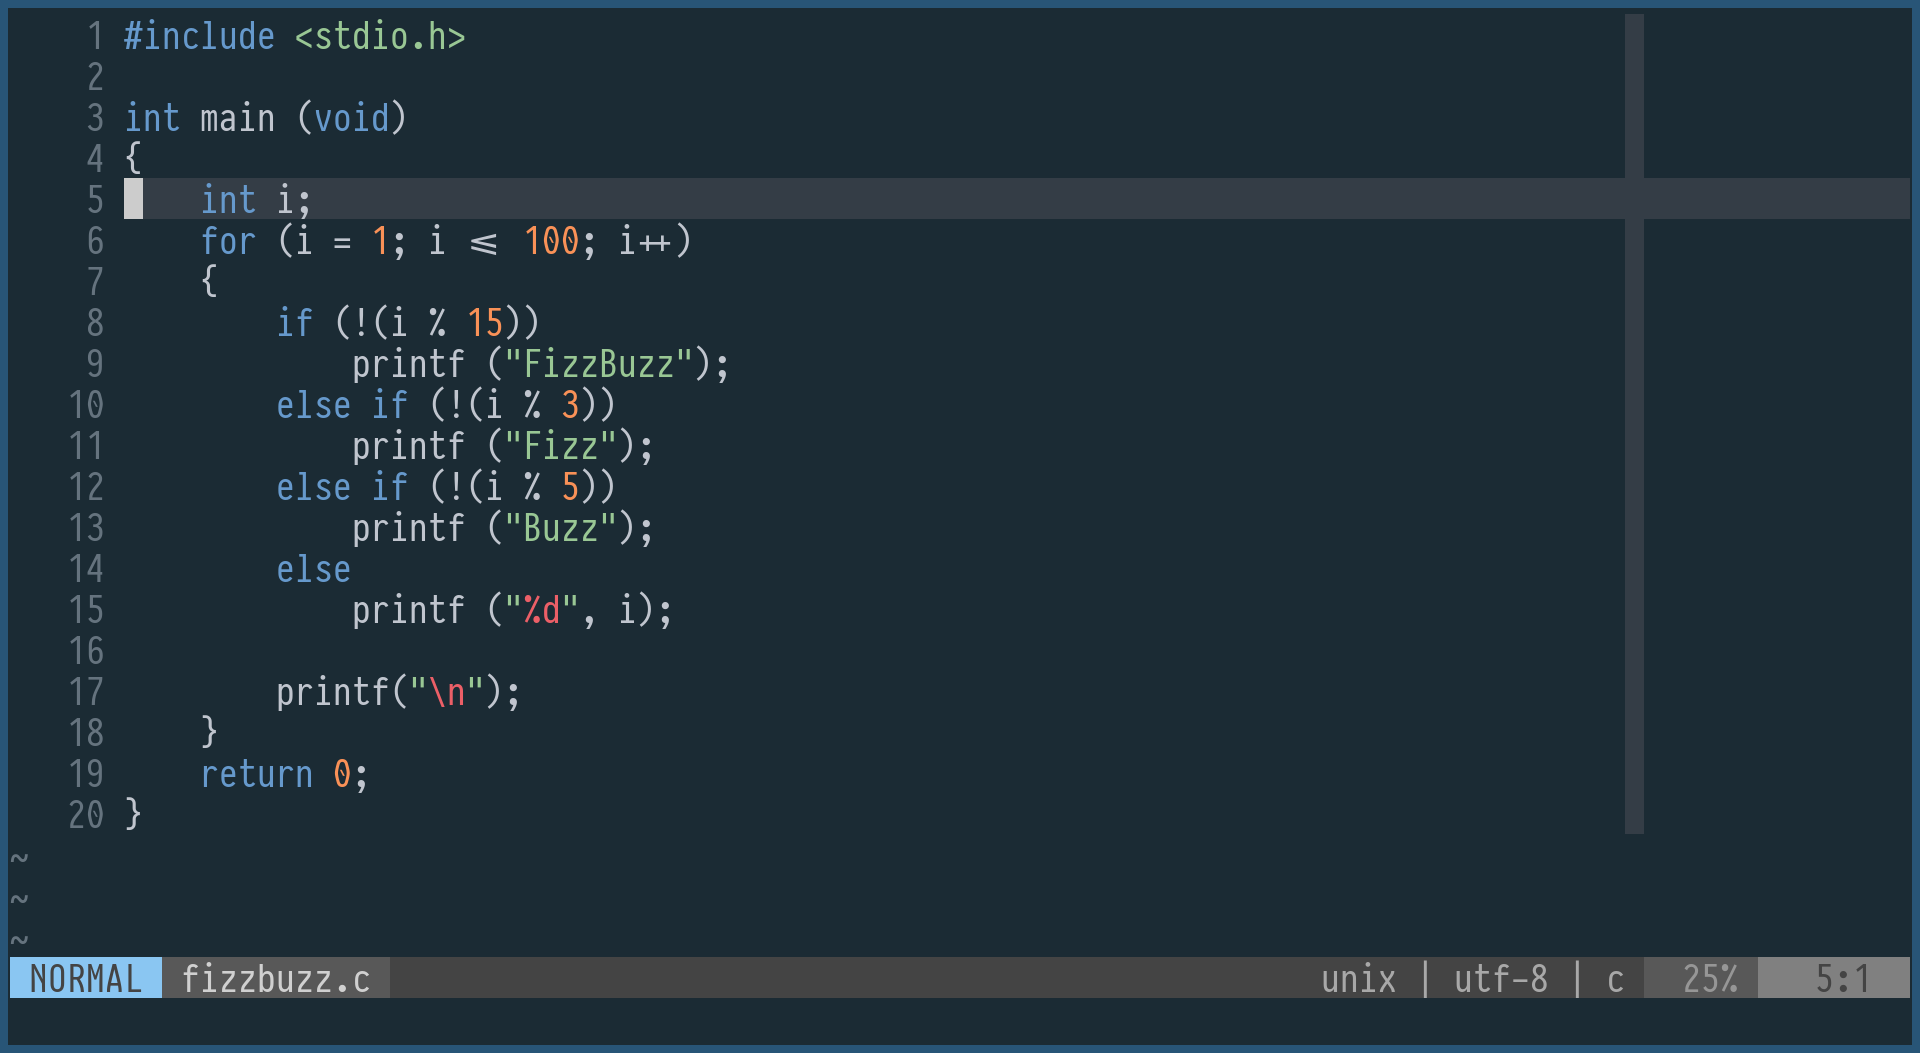 1 #include <stdio.h>
2
3 int main (void)
4 {
5     int i;
6     for (i = 1; i <= 100; i++)
7     {
8         if (!(i % 15))
9             printf ("FizzBuzz");
10         else if (!(i % 3))
11             printf ("Fizz");
12         else if (!(i % 5))
13             printf ("Buzz");
14         else
15             printf ("%d", i);
16
17         printf("\n");
18     }
19     return 0;
20 }
~
~
~
NORMAL fizzbuzz.c unix | utf-8 | c 25% 5:1